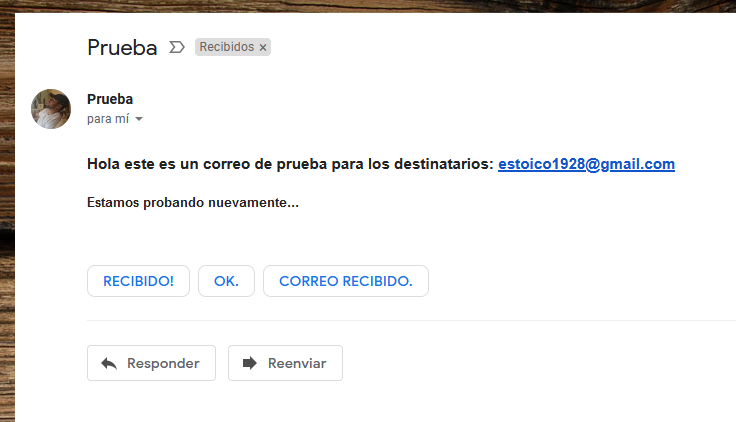 Prueba
Recibidos ×
Prueba
para mí
Hola este es un correo de prueba para los destinatarios: estoico1928@gmail.com
Estamos probando nuevamente...
RECIBIDO! OK. CORREO RECIBIDO.
Responder Reenviar